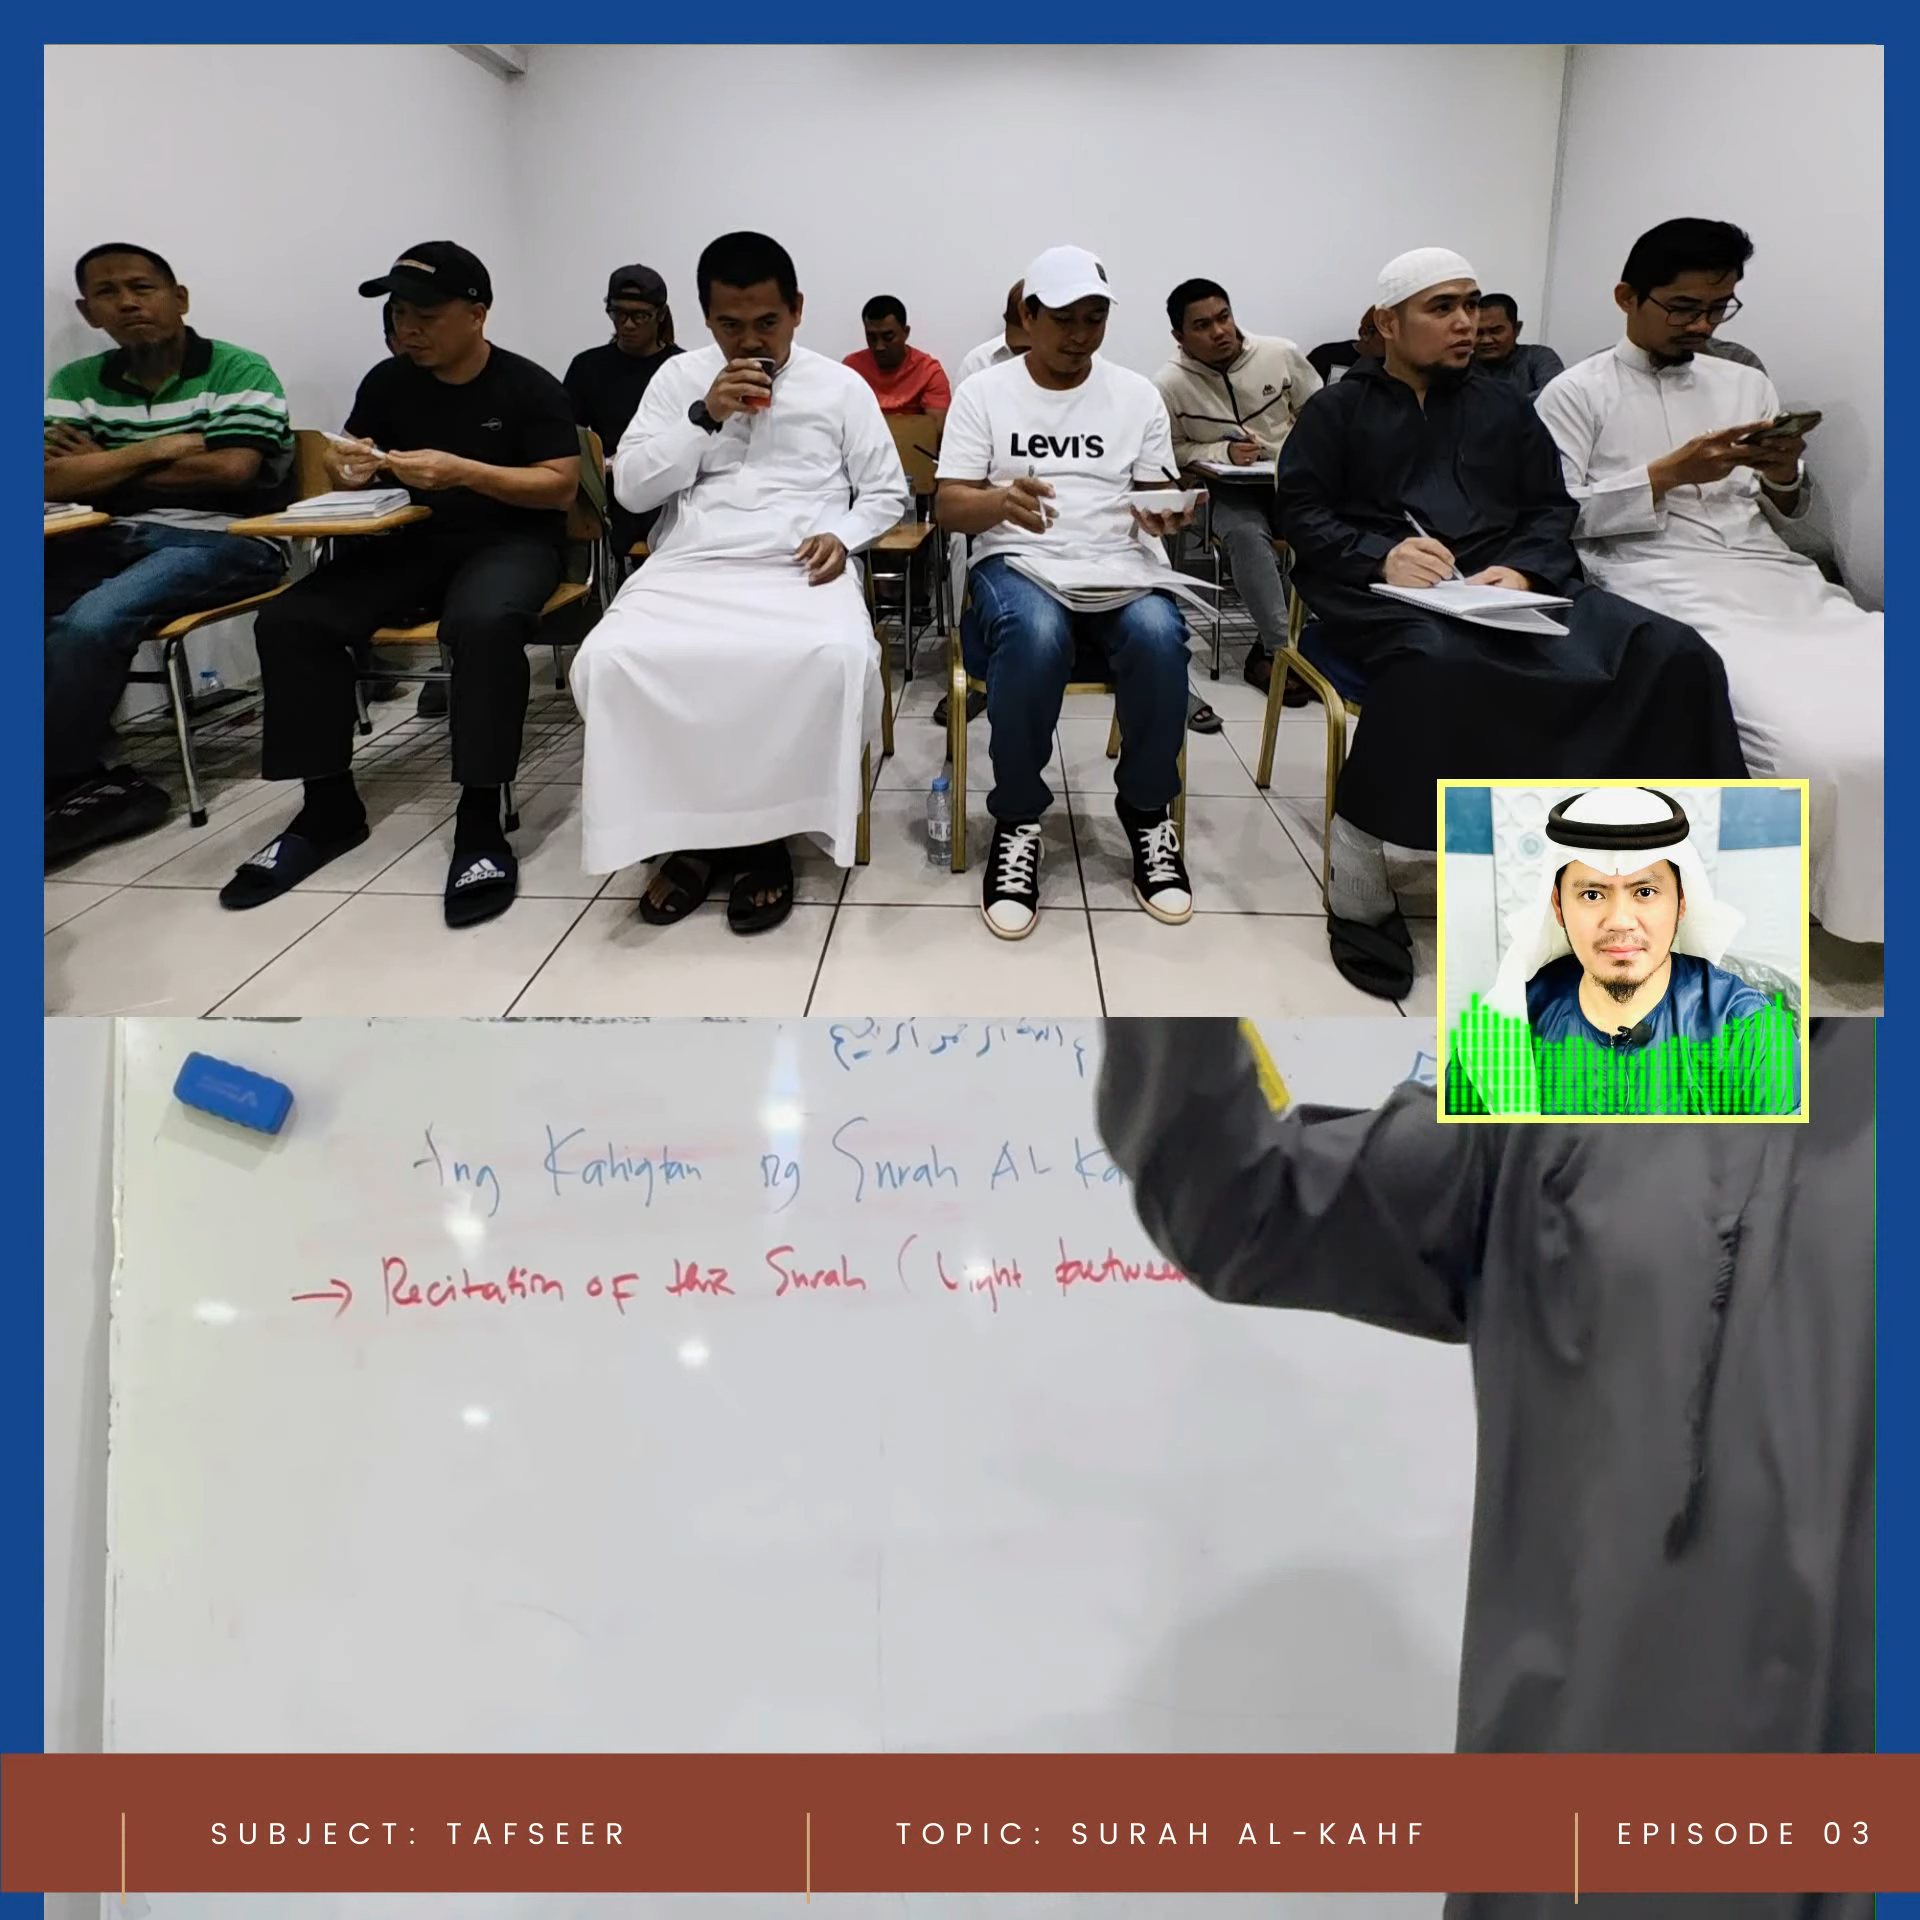 LEVI'S
adidas
adidas
Ang Kahigtan ng Surah AL Ka
→ Recitation of this Surah (Light between
SUBJECT: TAFSEER
TOPIC: SURAH AL-KAHF
EPISODE 03